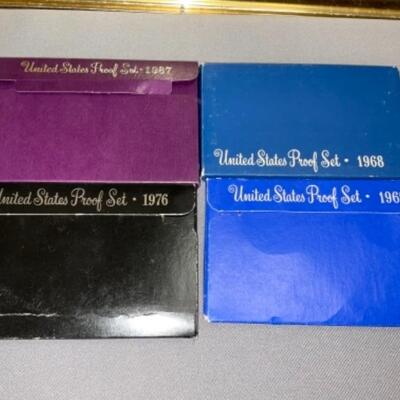 United States Proof Set · 1987
United States Proof Set · 1968
United States Proof Set · 1976
United States Proof Set ·